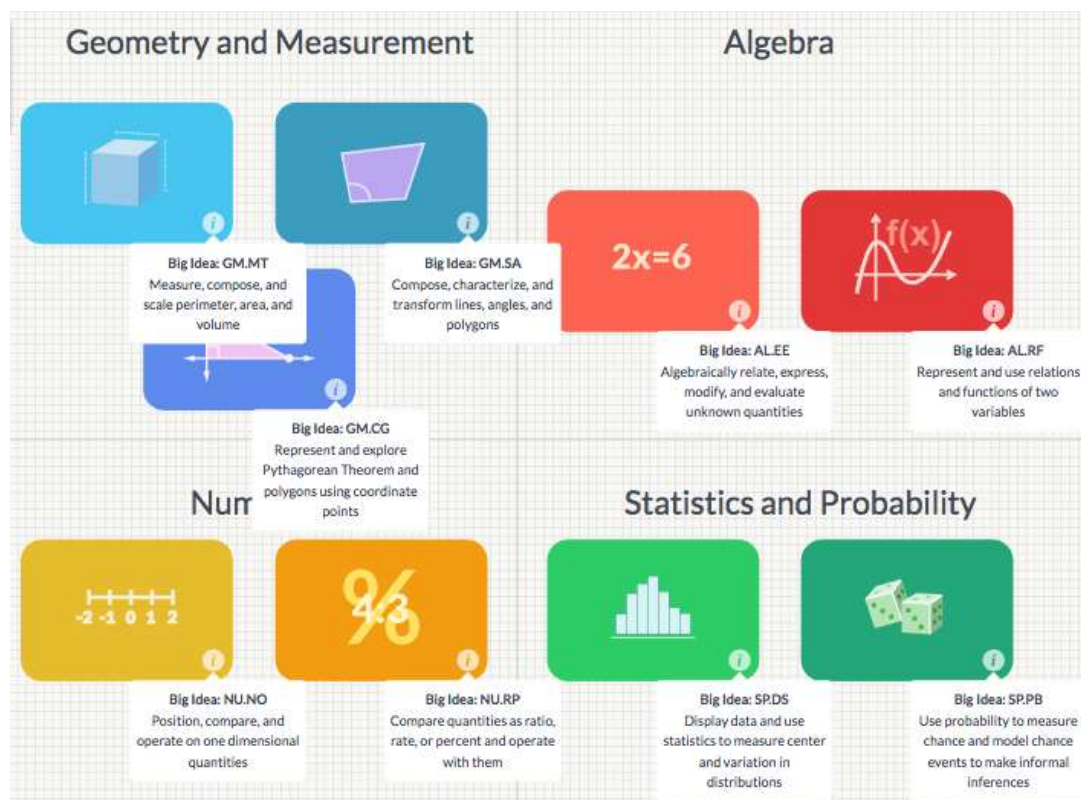 Geometry and Measurement
i
Big Idea: GM.MT
Measure, compose, and
scale perimeter, area, and
volume
i
Big Idea: GM.SA
Compose, characterize, and
transform lines, angles, and
polygons
i
Big Idea: GM.CG
Represent and explore
Pythagorean Theorem and
polygons using coordinate
points
Algebra
2x=6
i
Big Idea: AL.EE
Algebraically relate, express,
modify, and evaluate
unknown quantities
f(x)
i
Big Idea: AL.RF
Represent and use relations
and functions of two
variables
Num
-2 -1 0 1 2
i
Big Idea: NU.NO
Position, compare, and
operate on one dimensional
quantities
%
4:3
i
Big Idea: NU.RP
Compare quantities as ratio,
rate, or percent and operate
with them
Statistics and Probability
i
Big Idea: SP.DS
Display data and use
statistics to measure center
and variation in
distributions
i
Big Idea: SP.PB
Use probability to measure
chance and model chance
events to make informal
inferences